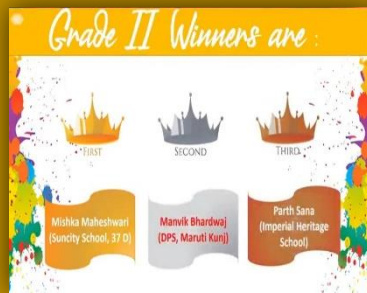 Grade II Winners are :
FIRST
SECOND
THIRD
Mishka Maheshwari
(Suncity School, 37 D)
Manvik Bhardwaj
(DPS, Maruti Kunj)
Parth Sana
(Imperial Heritage
School)